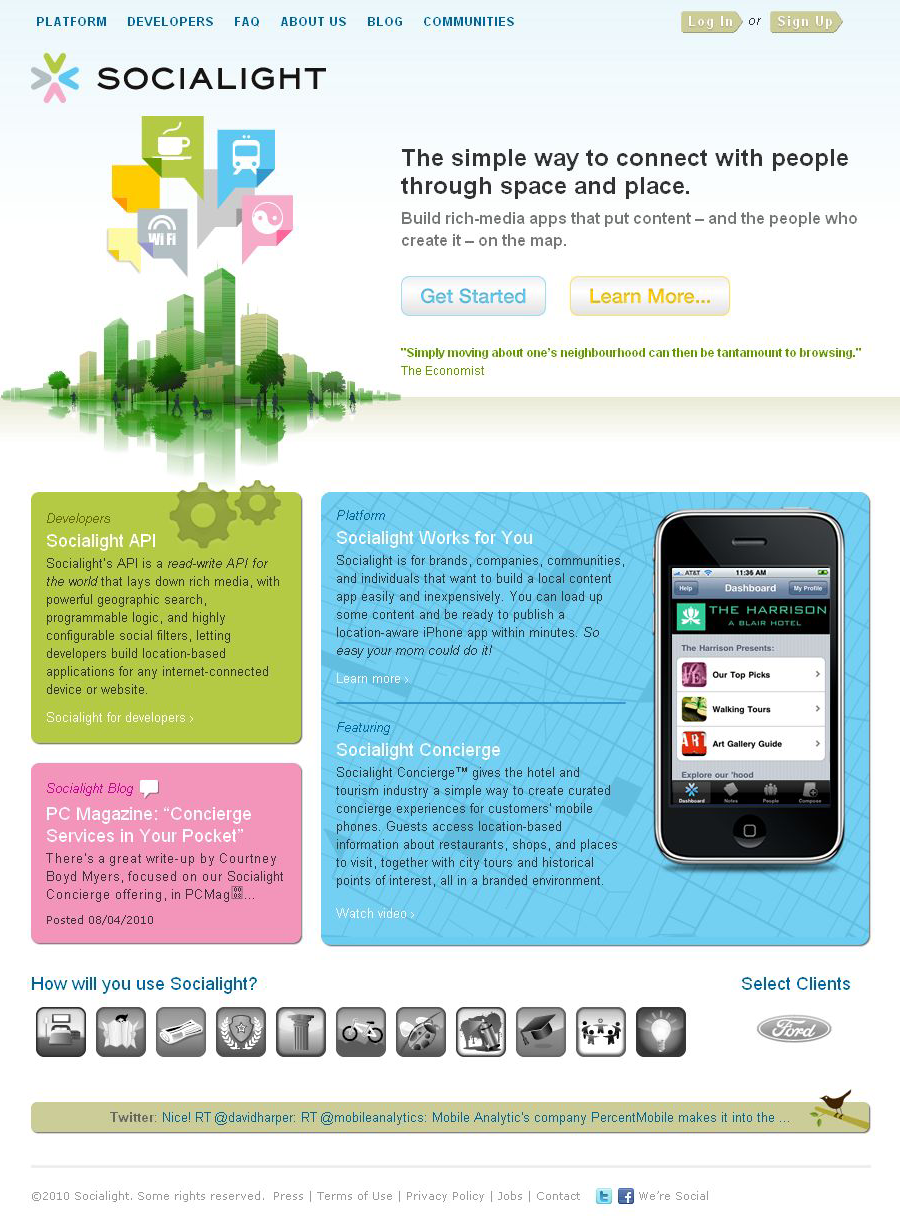 PLATFORM DEVELOPERS FAQ ABOUT US BLOG COMMUNITIES
Log In or Sign Up
SOCIALIGHT
Wi Fi
The simple way to connect with people
through space and place.
Build rich-media apps that put content – and the people who
create it – on the map.
Get Started Learn More...
"Simply moving about one's neighbourhood can then be tantamount to browsing."
The Economist
Developers
Socialight API
Socialight's API is a read-write API for
the world that lays down rich media, with
powerful geographic search,
programmable logic, and highly
configurable social filters, letting
developers build location-based
applications for any internet-connected
device or website.
Socialight for developers ›
Socialight Blog
PC Magazine: “Concierge
Services in Your Pocket”
There's a great write-up by Courtney
Boyd Myers, focused on our Socialight
Concierge offering, in PCMag...
Posted 08/04/2010
Platform
Socialight Works for You
Socialight is for brands, companies, communities,
and individuals that want to build a local content
app easily and inexpensively. You can load up
some content and be ready to publish a
location-aware iPhone app within minutes. So
easy your mom could do it!
Learn more ›
Featuring
Socialight Concierge
Socialight Concierge™ gives the hotel and
tourism industry a simple way to create curated
concierge experiences for customers' mobile
phones. Guests access location-based
information about restaurants, shops, and places
to visit, together with city tours and historical
points of interest, all in a branded environment.
Watch video ›
AT&T 11:36 AM
Help Dashboard My Profile
THE HARRISON
A BLAIR HOTEL
The Harrison Presents:
Our Top Picks
Walking Tours
ART Art Gallery Guide
Explore our 'hood
Dashboard Notes People Compose
How will you use Socialight?
Select Clients
Ford
Twitter: Nice! RT @davidharper: RT @mobileanalytics: Mobile Analytic's company PercentMobile makes it into the ...
©2010 Socialight. Some rights reserved. Press | Terms of Use | Privacy Policy | Jobs | Contact We're Social